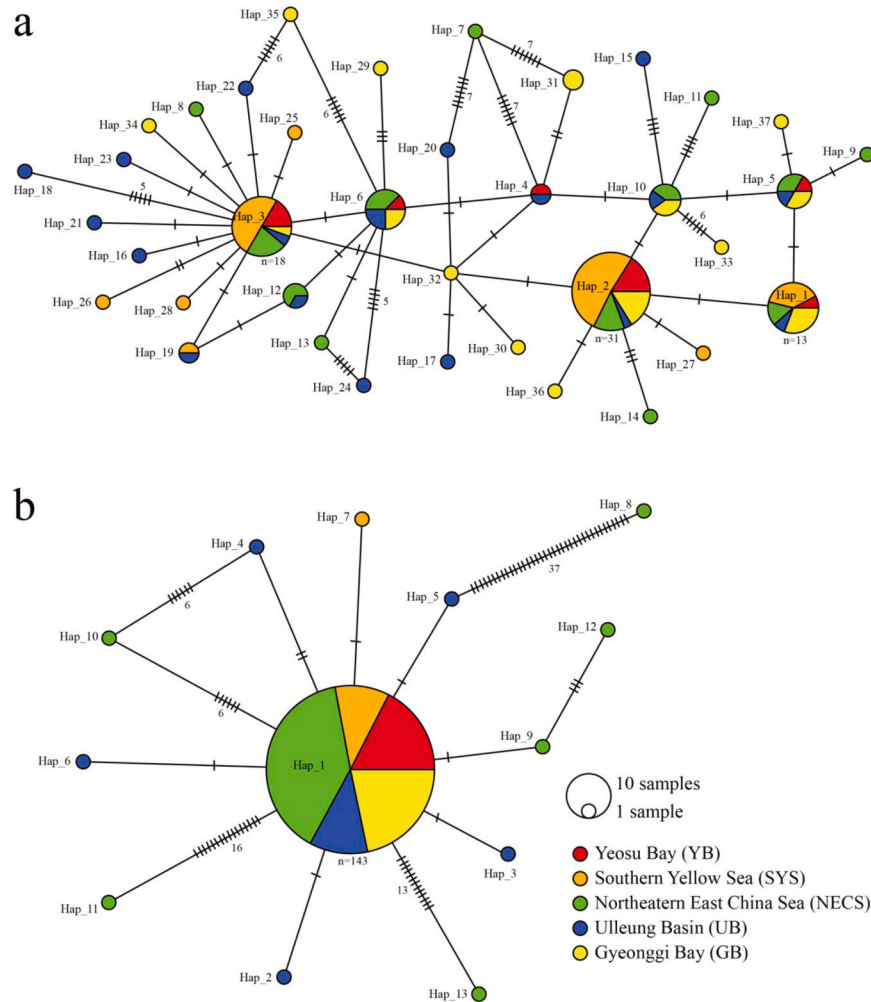 a
Hap_35
6
Hap_29
Hap_7
7
Hap_31
Hap_15
Hap_22
Hap_8
Hap_25
Hap_34
6
7
7
Hap_11
Hap_37
Hap_23
Hap_20
Hap_9
Hap_18
5
Hap_6
Hap_4
Hap_10
Hap_5
Hap_3
Hap_21
n=18
Hap_16
6
Hap_33
Hap_32
Hap_2
Hap_12
Hap_1
Hap_26
Hap_28
5
Hap_13
n=31
n=13
Hap_19
Hap_30
Hap_27
Hap_24
Hap_17
Hap_36
Hap_14
b
Hap_7
Hap_8
Hap_4
37
Hap_5
6
Hap_10
Hap_12
6
Hap_9
Hap_6
Hap_1
10 samples
1 sample
n=143
Yeosu Bay (YB)
Hap_3
16
Southern Yellow Sea (SYS)
13
Northeatern East China Sea (NECS)
Hap_11
Ulleung Basin (UB)
Hap_2
Gyeonggi Bay (GB)
Hap_13